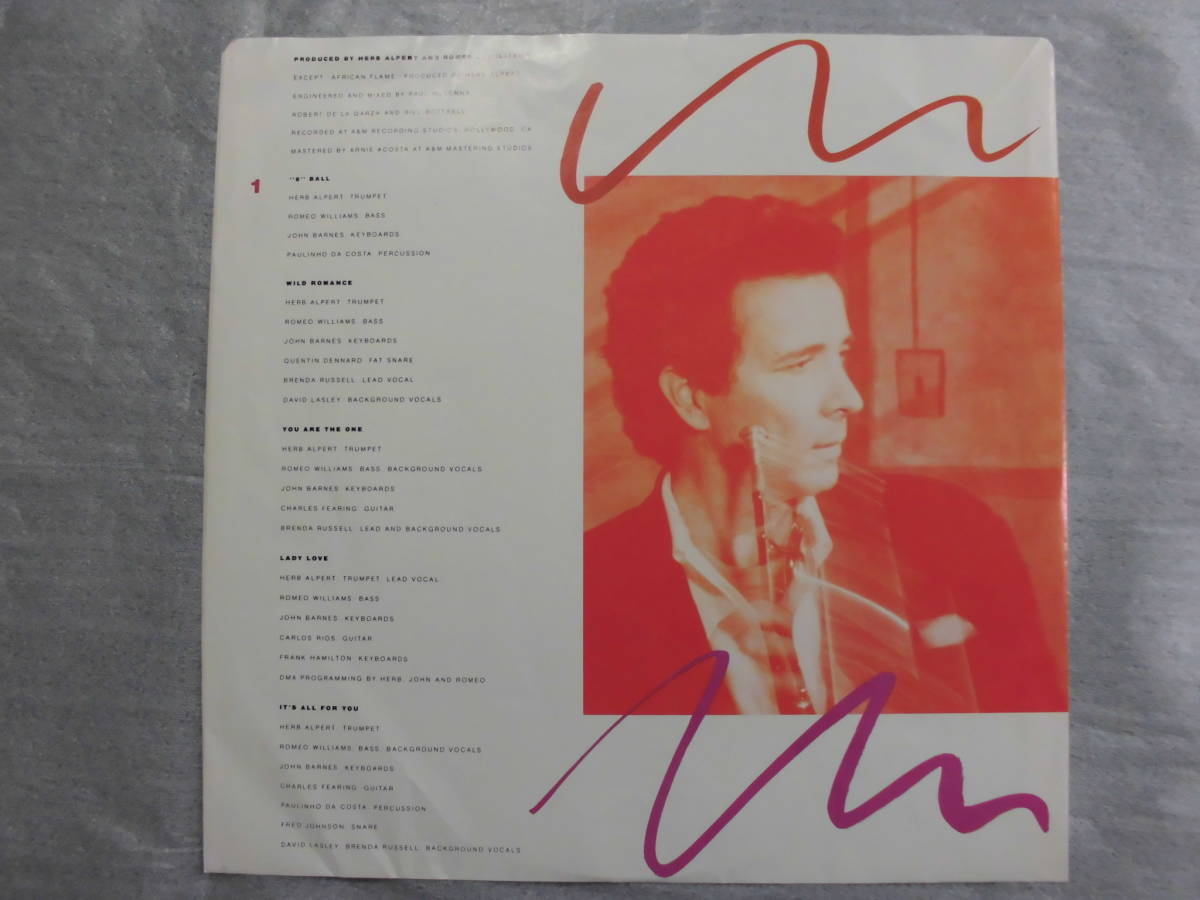 PRODUCED BY HERB ALPERT AND ROMEO WILLIAMS
EXCEPT "AFRICAN FLAME"—PRODUCED BY HERB ALPERT
ENGINEERED AND MIXED BY PAUL McKENNA,
ROBERT DE LA GARZA AND BILL BOTTRELL
RECORDED AT A&M RECORDING STUDIOS, HOLLYWOOD, CA
MASTERED BY ARNIE ACOSTA AT A&M MASTERING STUDIOS
1
"8" BALL
HERB ALPERT: TRUMPET
ROMEO WILLIAMS: BASS
JOHN BARNES: KEYBOARDS
PAULINHO DA COSTA: PERCUSSION
WILD ROMANCE
HERB ALPERT: TRUMPET
ROMEO WILLIAMS: BASS
JOHN BARNES: KEYBOARDS
QUENTIN DENNARD: FAT SNARE
BRENDA RUSSELL: LEAD VOCAL
DAVID LASLEY: BACKGROUND VOCALS
YOU ARE THE ONE
HERB ALPERT: TRUMPET
ROMEO WILLIAMS: BASS, BACKGROUND VOCALS
JOHN BARNES: KEYBOARDS
CHARLES FEARING: GUITAR
BRENDA RUSSELL: LEAD AND BACKGROUND VOCALS
LADY LOVE
HERB ALPERT: TRUMPET, LEAD VOCAL
ROMEO WILLIAMS: BASS
JOHN BARNES: KEYBOARDS
CARLOS RIOS: GUITAR
FRANK HAMILTON: KEYBOARDS
DMX PROGRAMMING BY HERB, JOHN AND ROMEO
IT'S ALL FOR YOU
HERB ALPERT: TRUMPET
ROMEO WILLIAMS: BASS, BACKGROUND VOCALS
JOHN BARNES: KEYBOARDS
CHARLES FEARING: GUITAR
PAULINHO DA COSTA: PERCUSSION
FRED JOHNSON: SNARE
DAVID LASLEY, BRENDA RUSSELL: BACKGROUND VOCALS